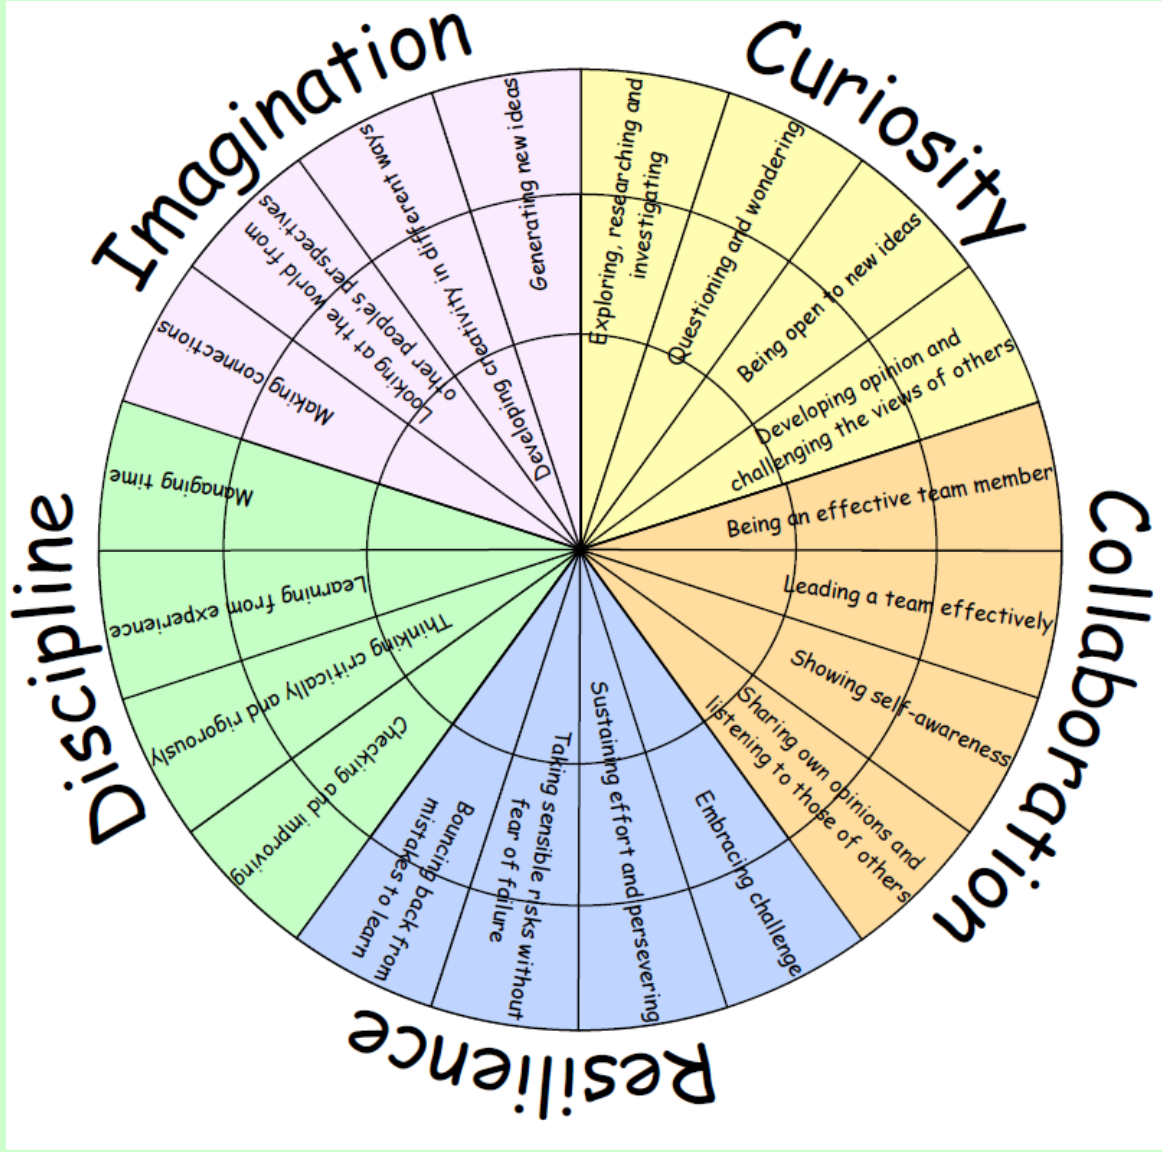 Curiosity
Exploring, researching and
investigating
Questioning and wondering
Being open to new ideas
Developing opinion and
challenging the views of others
Collaboration
Being an effective team member
Leading a team effectively
Showing self-awareness
Sharing own opinions and
listening to those of others
Resilience
Embracing challenge
Sustaining effort and persevering
Taking sensible risks without
fear of failure
Bouncing back from
mistakes to learn
Discipline
Checking and improving
Thinking critically and rigorously
Learning from experience
Managing time
Imagination
Making connections
Looking at the world from
other people's perspectives
Developing creativity in different ways
Generating new ideas